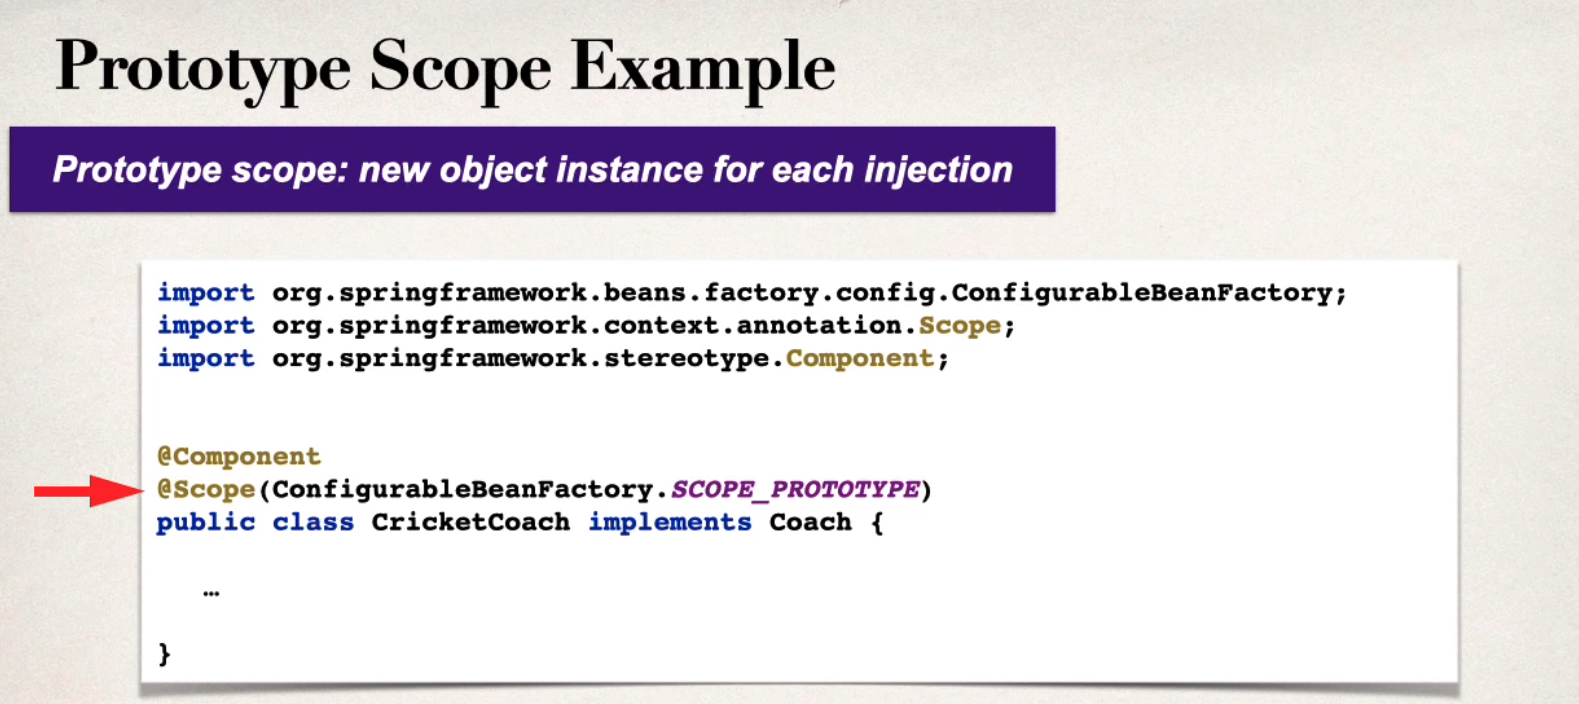 Prototype Scope Example
Prototype scope: new object instance for each injection
import org.springframework.beans.factory.config.ConfigurableBeanFactory;
import org.springframework.context.annotation.Scope;
import org.springframework.stereotype.Component;
@Component
@Scope(ConfigurableBeanFactory.SCOPE_PROTOTYPE)
public class CricketCoach implements Coach {
…
}